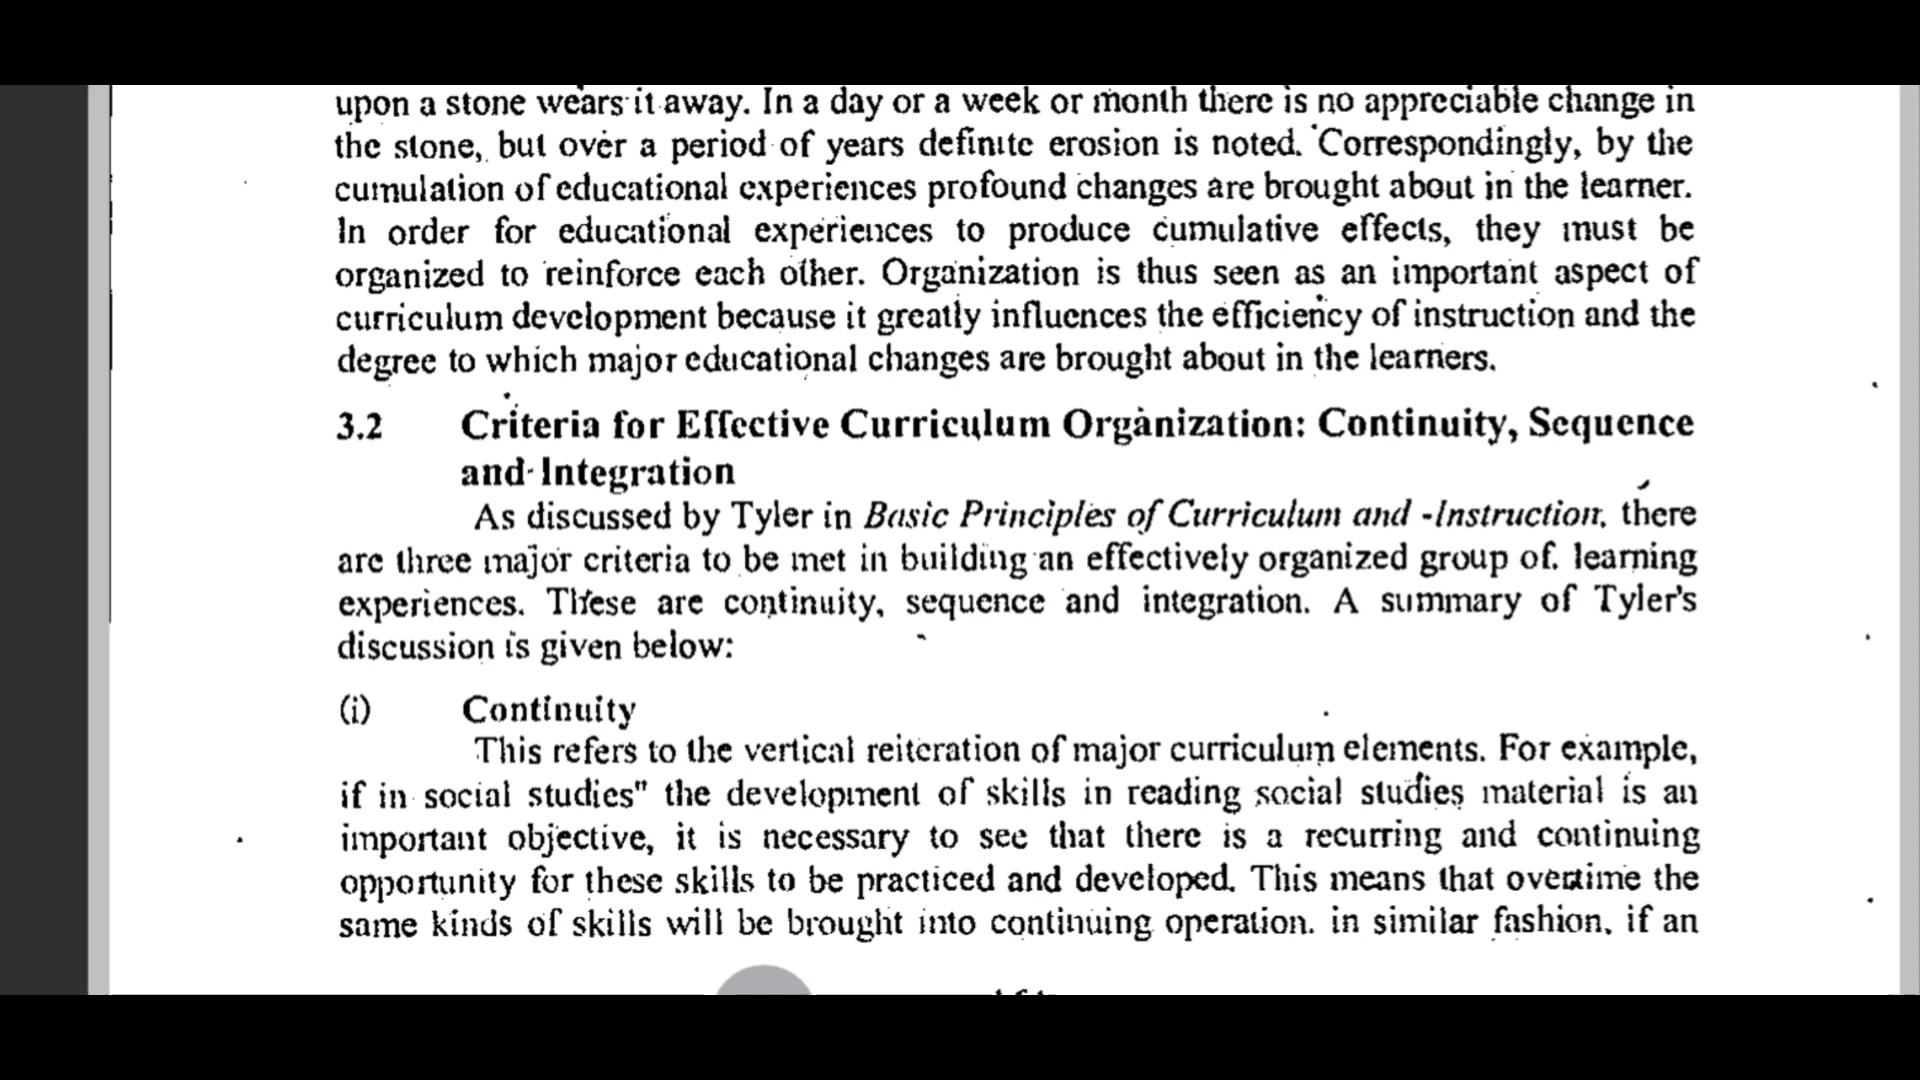 upon a stone wears it away. In a day or a week or month there is no appreciable change in
the stone, but over a period of years definite erosion is noted. Correspondingly, by the
cumulation of educational experiences profound changes are brought about in the learner.
In order for educational experiences to produce cumulative effects, they must be
organized to reinforce each other. Organization is thus seen as an important aspect of
curriculum development because it greatly influences the efficiency of instruction and the
degree to which major educational changes are brought about in the learners.
3.2 Criteria for Effective Curriculum Organization: Continuity, Sequence
and Integration
As discussed by Tyler in Basic Principles of Curriculum and -Instruction, there
are three major criteria to be met in building an effectively organized group of. learning
experiences. These are continuity, sequence and integration. A summary of Tyler's
discussion is given below:
(i) Continuity
This refers to the vertical reiteration of major curriculum elements. For example,
if in social studies" the development of skills in reading social studies material is an
important objective, it is necessary to see that there is a recurring and continuing
opportunity for these skills to be practiced and developed. This means that overtime the
same kinds of skills will be brought into continuing operation. in similar fashion, if an